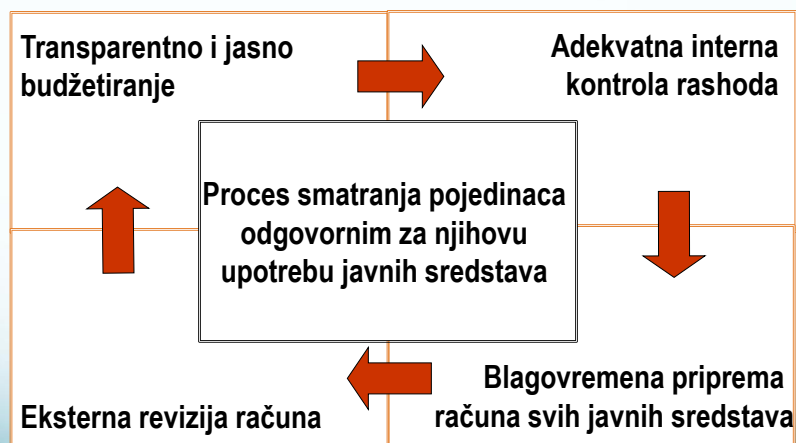 Transparentno i jasno
budžetiranje
Adekvatna interna
kontrola rashoda
Proces smatranja pojedinaca
odgovornim za njihovu
upotrebu javnih sredstava
Eksterna revizija računa
Blagovremena priprema
računa svih javnih sredstava